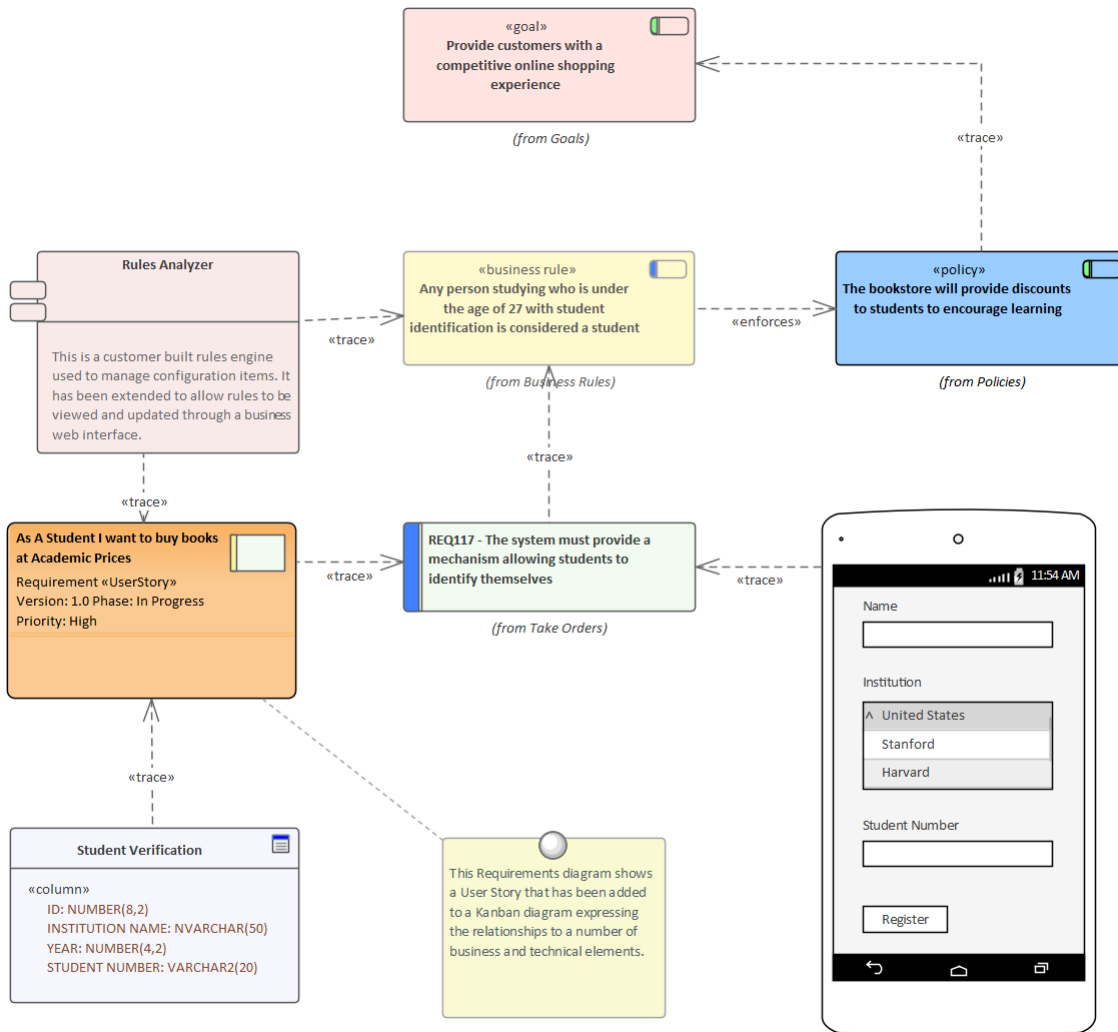 «goal»
Provide customers with a
competitive online shopping
experience
(from Goals)
«trace»
Rules Analyzer
This is a customer built rules engine
used to manage configuration items. It
has been extended to allow rules to be
viewed and updated through a business
web interface.
«trace»
«business rule»
Any person studying who is under
the age of 27 with student
identification is considered a student
(from Business Rules)
«enforces»
«policy»
The bookstore will provide discounts
to students to encourage learning
(from Policies)
«trace»
«trace»
As A Student I want to buy books
at Academic Prices
Requirement «UserStory»
Version: 1.0 Phase: In Progress
Priority: High
«trace»
REQ117 - The system must provide a
mechanism allowing students to
identify themselves
(from Take Orders)
«trace»
11:54 AM
Name
Institution
^ United States
Stanford
Harvard
Student Number
Register
«trace»
Student Verification
«column»
ID: NUMBER(8,2)
INSTITUTION NAME: NVARCHAR(50)
YEAR: NUMBER(4,2)
STUDENT NUMBER: VARCHAR2(20)
This Requirements diagram shows
a User Story that has been added
to a Kanban diagram expressing
the relationships to a number of
business and technical elements.